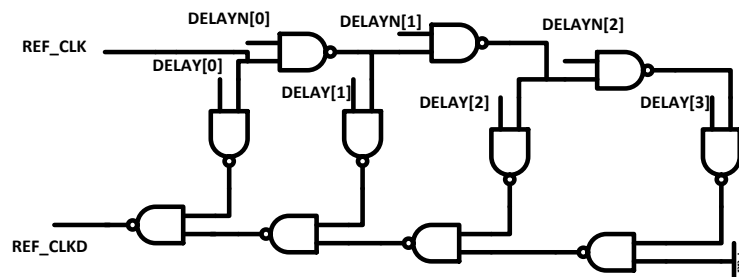 DELAYN[0]
DELAYN[1]
DELAYN[2]
REF_CLK
DELAY[0]
DELAY[1]
DELAY[2]
DELAY[3]
REF_CLKD